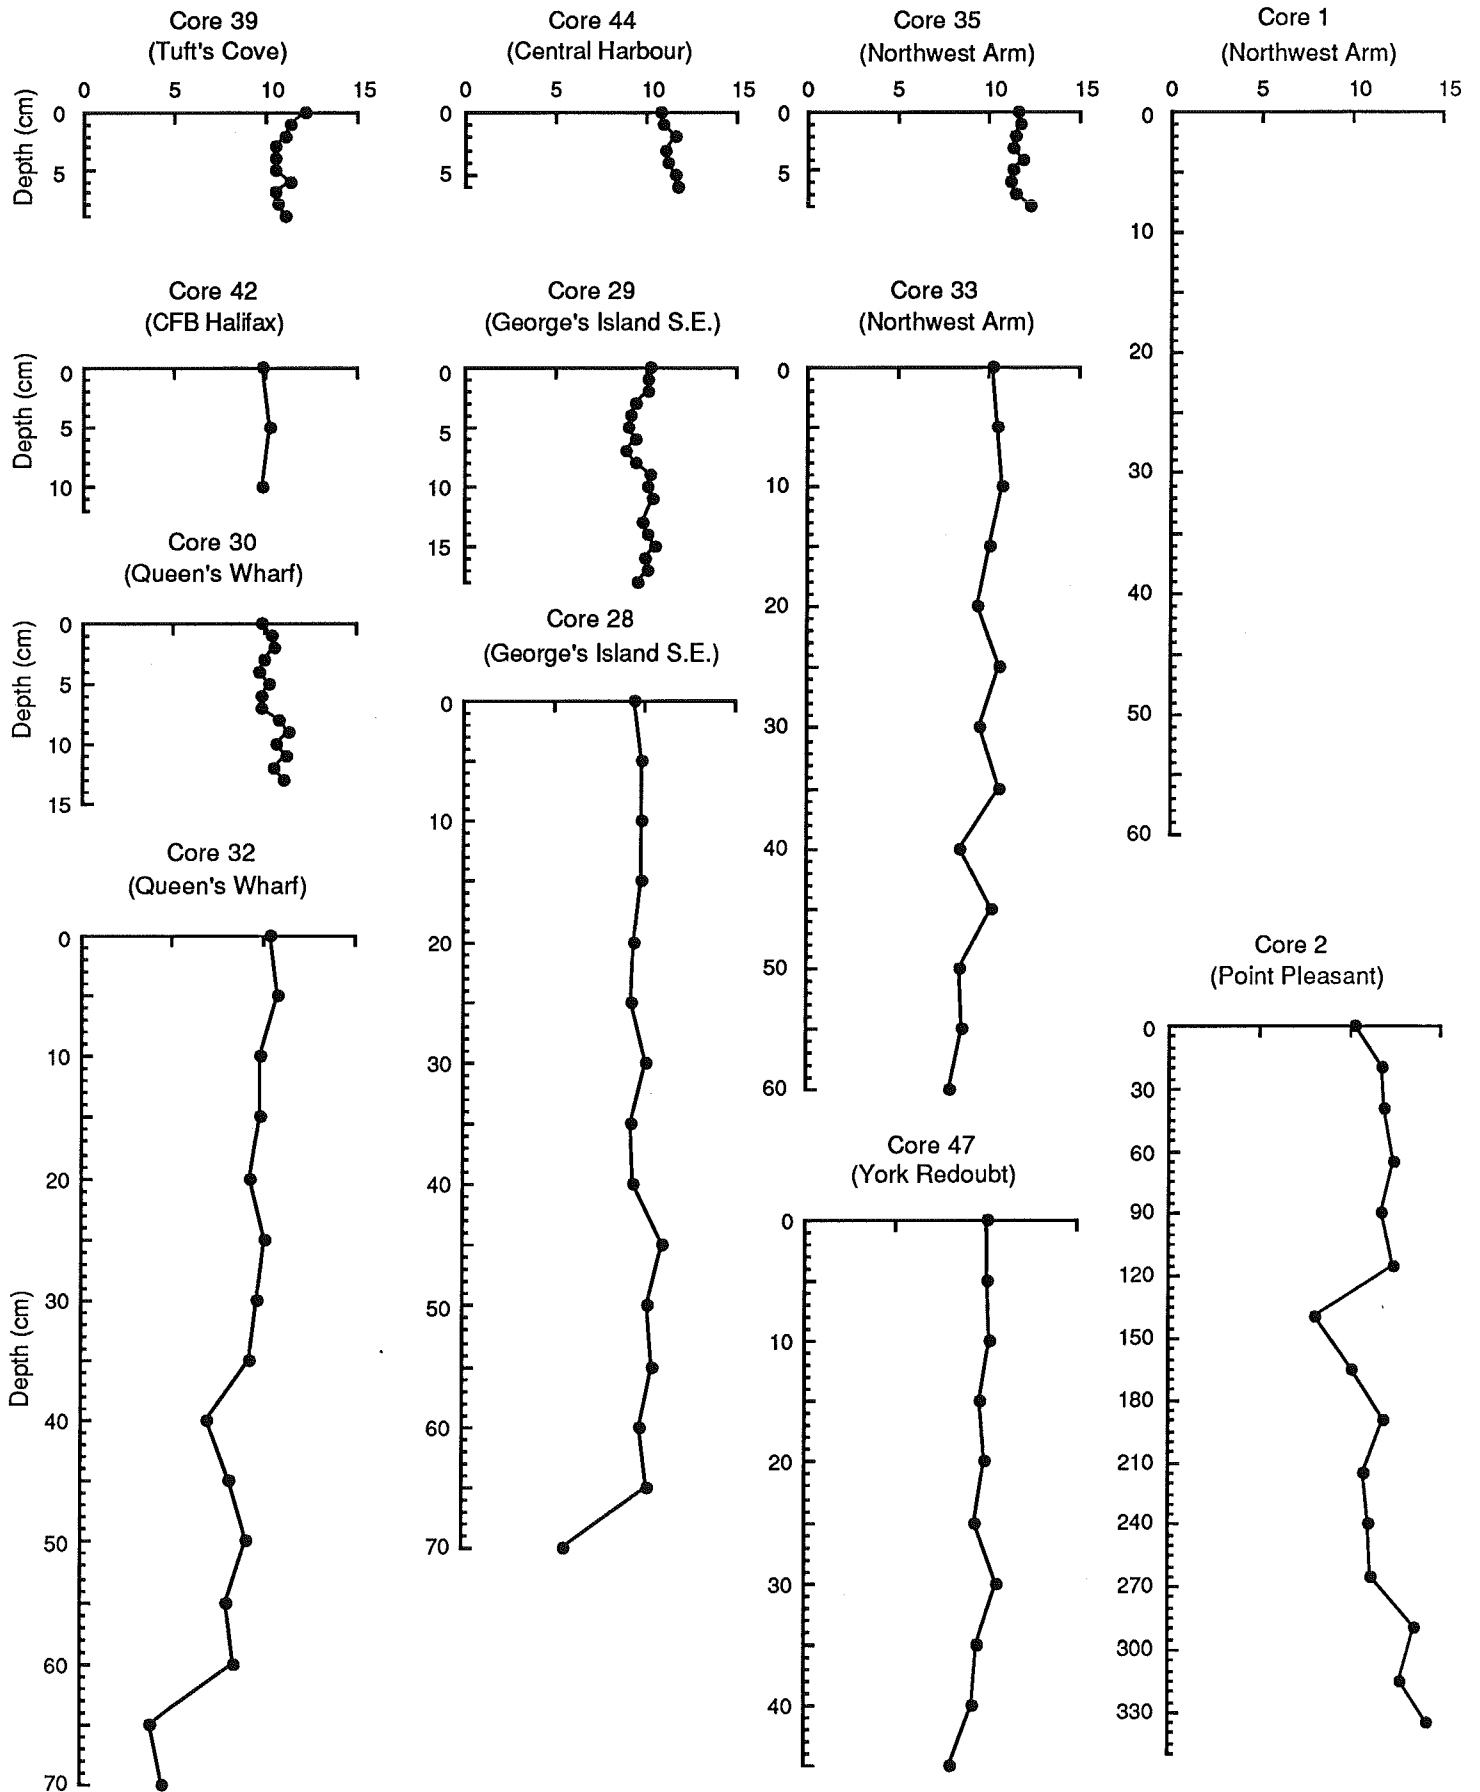 Core 39
(Tuft's Cove)
0 5 10 15
Depth (cm)
0
5
Core 44
(Central Harbour)
0 5 10 15
0
5
Core 35
(Northwest Arm)
0 5 10 15
0
5
Core 1
(Northwest Arm)
0 5 10 15
0
10
20
30
40
50
60
Core 42
(CFB Halifax)
Depth (cm)
0
5
10
Core 29
(George's Island S.E.)
0
5
10
15
Core 33
(Northwest Arm)
0
10
20
30
40
50
60
Core 30
(Queen's Wharf)
Depth (cm)
0
5
10
15
Core 28
(George's Island S.E.)
0
10
20
30
40
50
60
70
Core 32
(Queen's Wharf)
Depth (cm)
0
10
20
30
40
50
60
70
Core 2
(Point Pleasant)
0
30
60
90
120
150
180
210
240
270
300
330
Core 47
(York Redoubt)
0
10
20
30
40